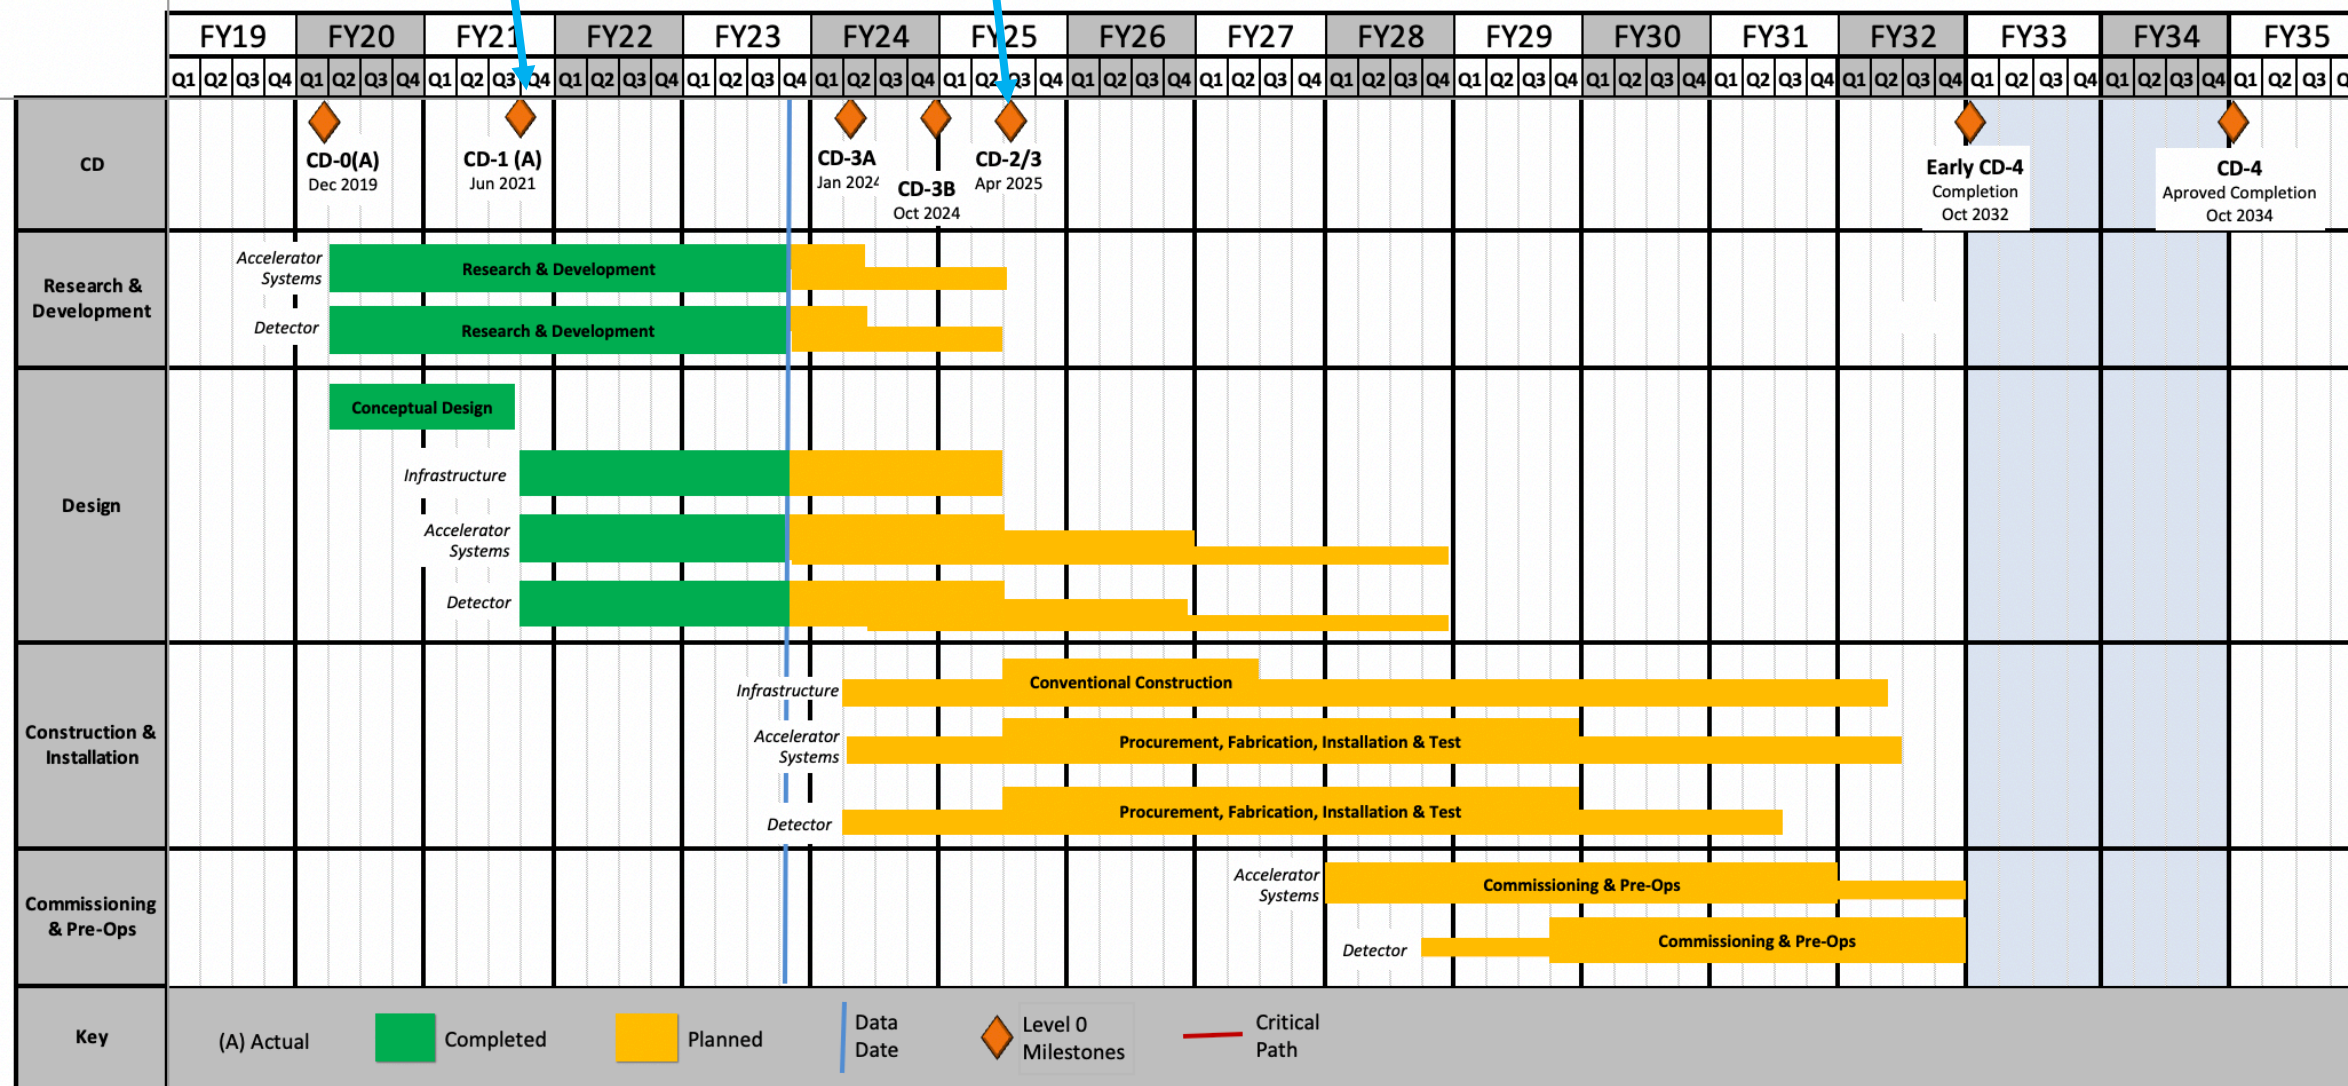 FY19 FY20 FY21 FY22 FY23 FY24 FY25 FY26 FY27 FY28 FY29 FY30 FY31 FY32 FY33 FY34 FY35
Q1 Q2 Q3 Q4 Q1 Q2 Q3 Q4 Q1 Q2 Q3 Q4 Q1 Q2 Q3 Q4 Q1 Q2 Q3 Q4 Q1 Q2 Q3 Q4 Q1 Q2 Q3 Q4 Q1 Q2 Q3 Q4 Q1 Q2 Q3 Q4 Q1 Q2 Q3 Q4 Q1 Q2 Q3 Q4 Q1 Q2 Q3 Q4 Q1 Q2 Q3 Q4 Q1 Q2 Q3 Q4 Q1 Q2 Q3 Q4 Q1 Q2 Q3 Q4 Q1 Q2 Q3
CD
CD-0(A)
Dec 2019
CD-1 (A)
Jun 2021
CD-3A
Jan 2024
CD-3B
Oct 2024
CD-2/3
Apr 2025
Early CD-4
Completion
Oct 2032
CD-4
Aproved Completion
Oct 2034
Research &
Development
Accelerator
Systems
Research & Development
Detector
Research & Development
Design
Conceptual Design
Infrastructure
Accelerator
Systems
Detector
Construction &
Installation
Infrastructure
Conventional Construction
Accelerator
Systems
Procurement, Fabrication, Installation & Test
Detector
Procurement, Fabrication, Installation & Test
Commissioning
& Pre-Ops
Accelerator
Systems
Commissioning & Pre-Ops
Detector
Commissioning & Pre-Ops
Key
(A) Actual
Completed
Planned
Data
Date
Level 0
Milestones
Critical
Path